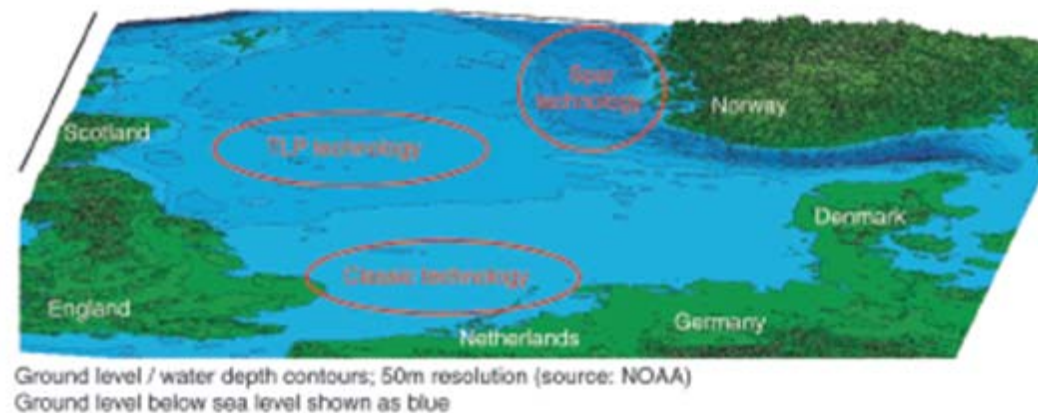 Spar
technology
Norway
Scotland
TLP technology
Denmark
Classic technology
England
Netherlands
Germany
Ground level / water depth contours; 50m resolution (source: NOAA)
Ground level below sea level shown as blue